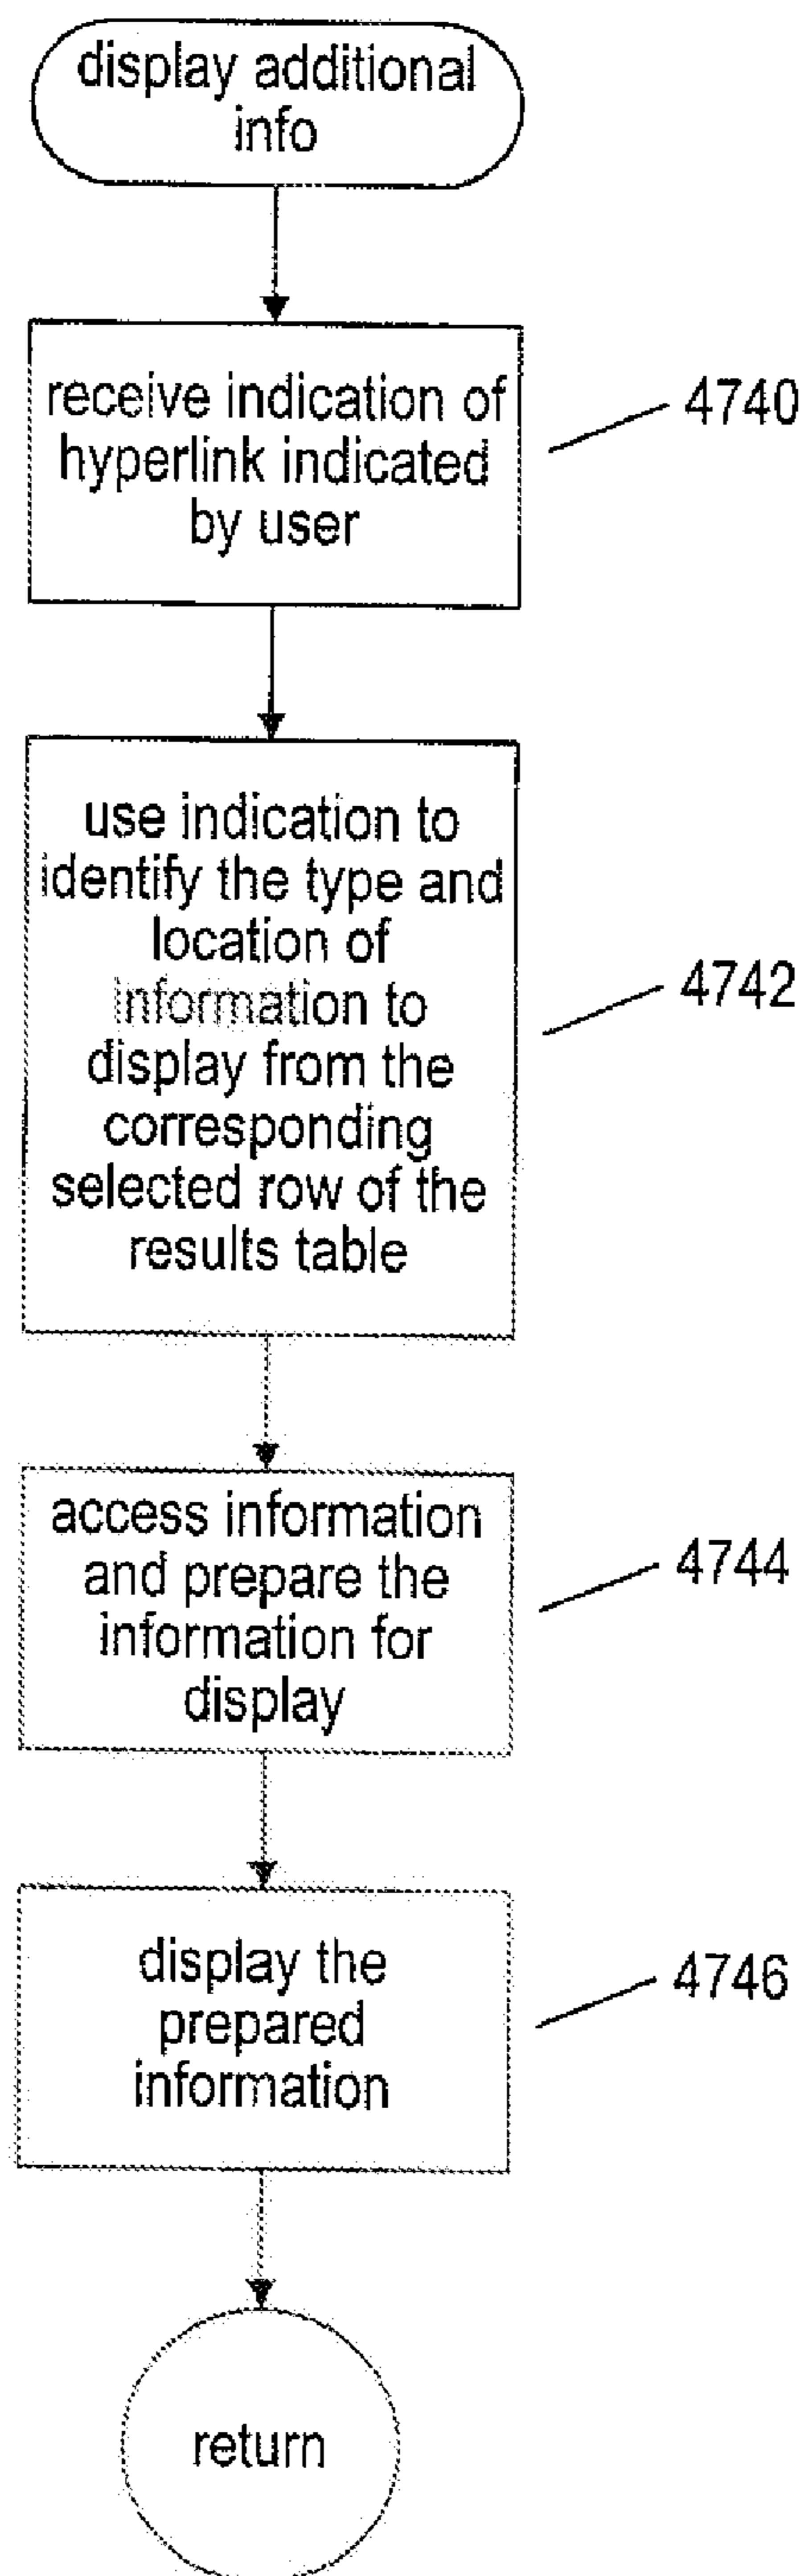 display additional
info
receive indication of
hyperlink indicated
by user
4740
use indication to
identify the type and
location of
information to
display from the
corresponding
selected row of the
results table
4742
access information
and prepare the
information for
display
4744
display the
prepared
information
4746
return